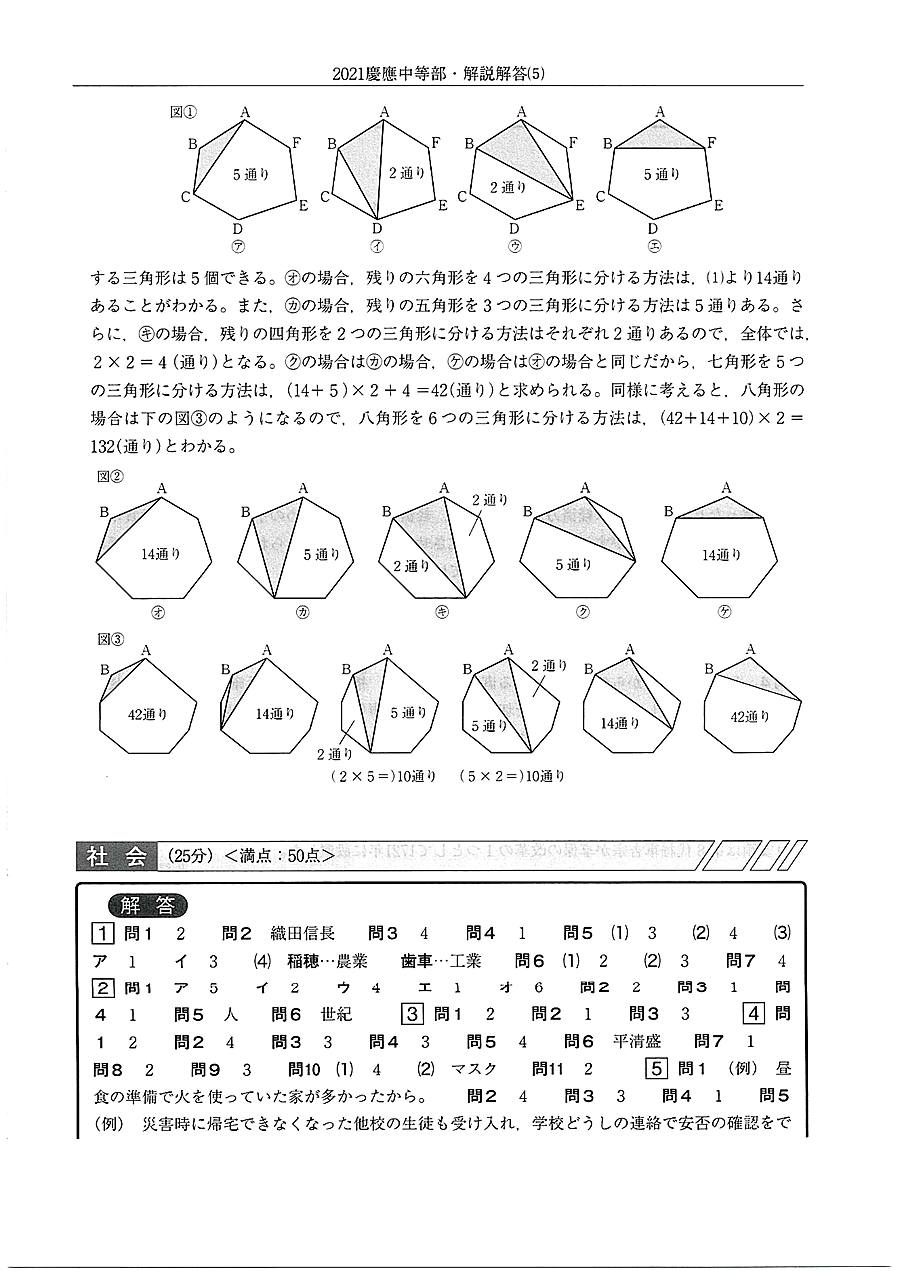 2021慶應中等部・解説解答(5)
図①
A B C D E F 5通り ㋐
A B C D E F 2通り ㋑
A B C D E F 2通り ㋒
A B C D E F 5通り ㋓
する三角形は5個できる。㋔の場合，残りの六角形を4つの三角形に分ける方法は，(1)より14通り
あることがわかる。また，㋕の場合，残りの五角形を3つの三角形に分ける方法は5通りある。さ
らに，㋖の場合，残りの四角形を2つの三角形に分ける方法はそれぞれ2通りあるので，全体では，
2×2＝4(通り)となる。㋗の場合は㋕の場合，㋘の場合は㋔の場合と同じだから，七角形を5つ
の三角形に分ける方法は，(14＋5)×2＋4＝42(通り)と求められる。同様に考えると，八角形の
場合は下の図③のようになるので，八角形を6つの三角形に分ける方法は，(42＋14＋10)×2＝
132(通り)とわかる。
図②
A B 14通り ㋔
A B 5通り ㋕
A B 2通り 2通り ㋖
A B 5通り ㋗
A B 14通り ㋘
図③
A B 42通り
A B 14通り
A B 5通り 2通り (2×5＝)10通り
A B 2通り 5通り (5×2＝)10通り
A B 14通り
A B 42通り
社会 (25分) ＜満点：50点＞
解答
1 問1 2 問2 織田信長 問3 4 問4 1 問5 (1) 3 (2) 4 (3)
ア 1 イ 3 (4) 稲穂…農業 歯車…工業 問6 (1) 2 (2) 3 問7 4
2 問1 ア 5 イ 2 ウ 4 エ 1 オ 6 問2 2 問3 1 問
4 1 問5 人 問6 世紀 3 問1 2 問2 1 問3 3 4 問
1 2 問2 4 問3 3 問4 3 問5 4 問6 平清盛 問7 1
問8 2 問9 3 問10 (1) 4 (2) マスク 問11 2 5 問1 (例) 昼
食の準備で火を使っていた家が多かったから。 問2 4 問3 3 問4 1 問5
(例) 災害時に帰宅できなくなった他校の生徒も受け入れ，学校どうしの連絡で安否の確認をで